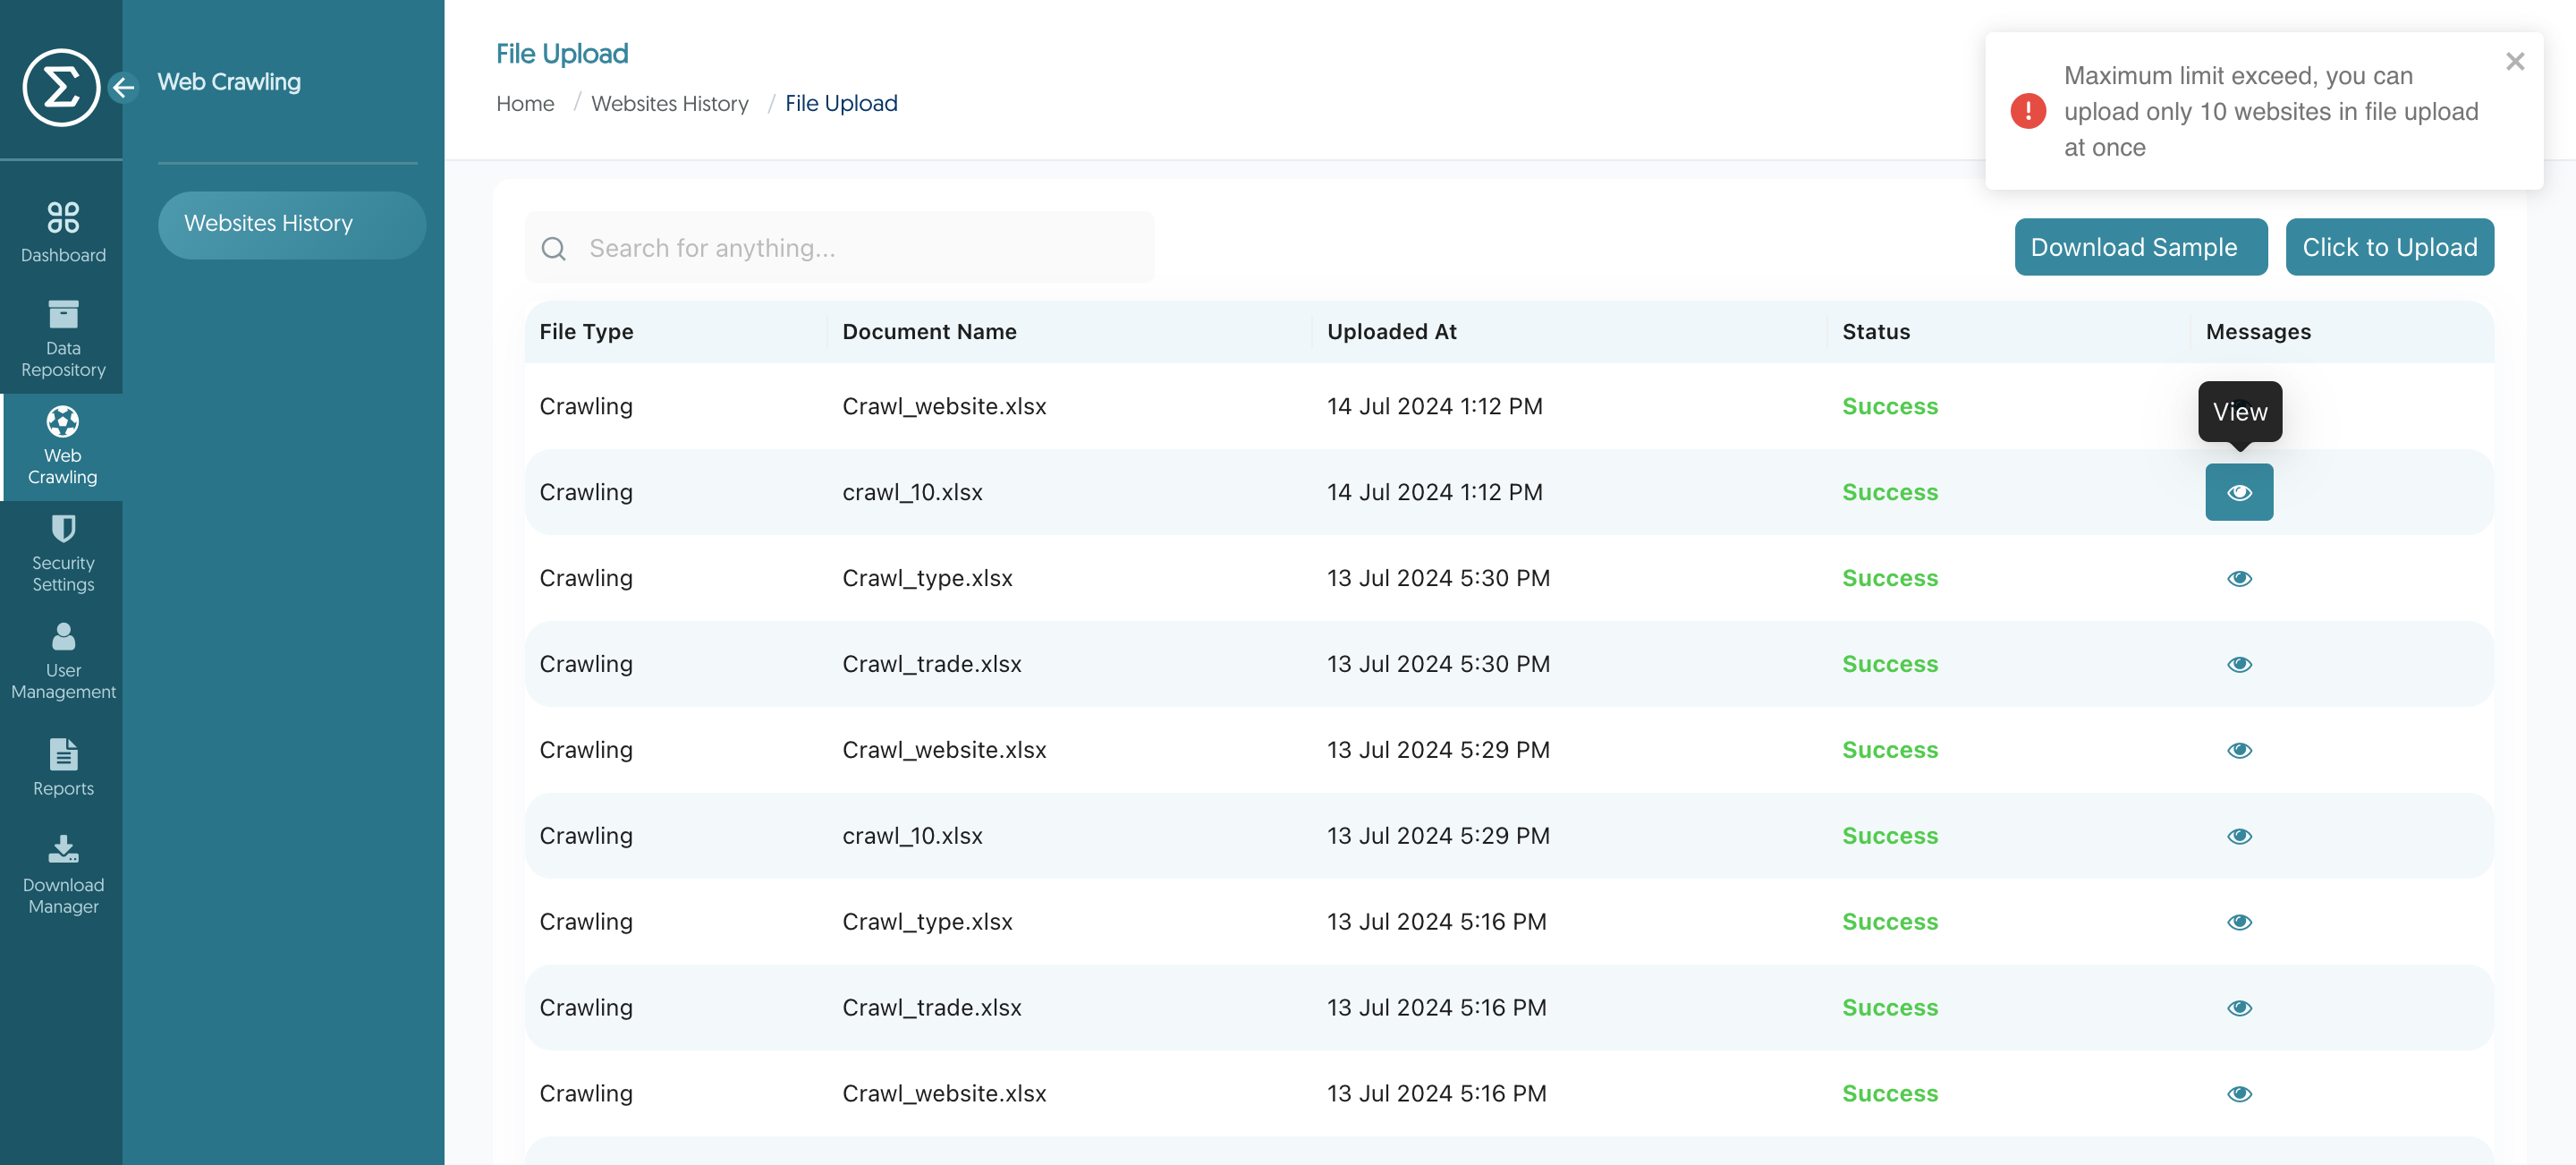 Σ
Web Crawling
Websites History
Dashboard
Data
Repository
Web
Crawling
Security
Settings
User
Management
Reports
Download
Manager
File Upload
Home / Websites History / File Upload
Maximum limit exceed, you can
upload only 10 websites in file upload
at once
Search for anything...
Download Sample
Click to Upload
File Type Document Name Uploaded At Status Messages
Crawling Crawl_website.xlsx 14 Jul 2024 1:12 PM Success
View
Crawling crawl_10.xlsx 14 Jul 2024 1:12 PM Success
Crawling Crawl_type.xlsx 13 Jul 2024 5:30 PM Success
Crawling Crawl_trade.xlsx 13 Jul 2024 5:30 PM Success
Crawling Crawl_website.xlsx 13 Jul 2024 5:29 PM Success
Crawling crawl_10.xlsx 13 Jul 2024 5:29 PM Success
Crawling Crawl_type.xlsx 13 Jul 2024 5:16 PM Success
Crawling Crawl_trade.xlsx 13 Jul 2024 5:16 PM Success
Crawling Crawl_website.xlsx 13 Jul 2024 5:16 PM Success